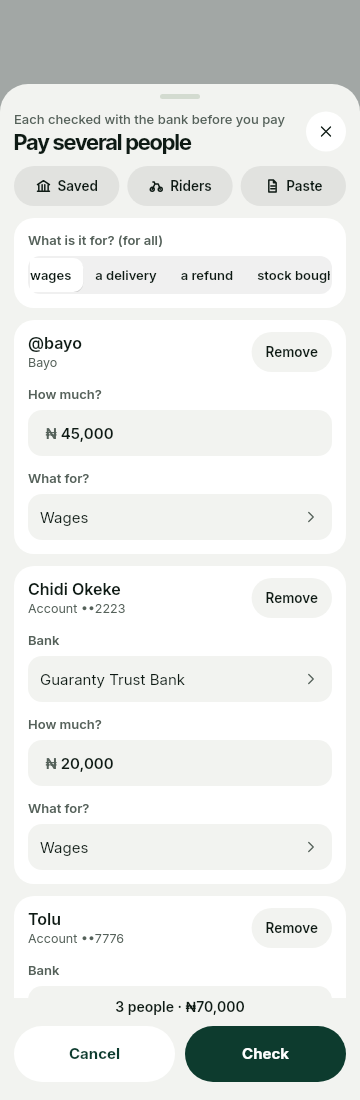 Each checked with the bank before you pay
Pay several people
Saved
Riders
Paste
What is it for? (for all)
wages
a delivery
a refund
stock bough
@bayo
Bayo
Remove
How much?
₦ 45,000
What for?
Wages
Chidi Okeke
Account ••2223
Remove
Bank
Guaranty Trust Bank
How much?
₦ 20,000
What for?
Wages
Tolu
Account ••7776
Remove
Bank
3 people · ₦70,000
Cancel
Check